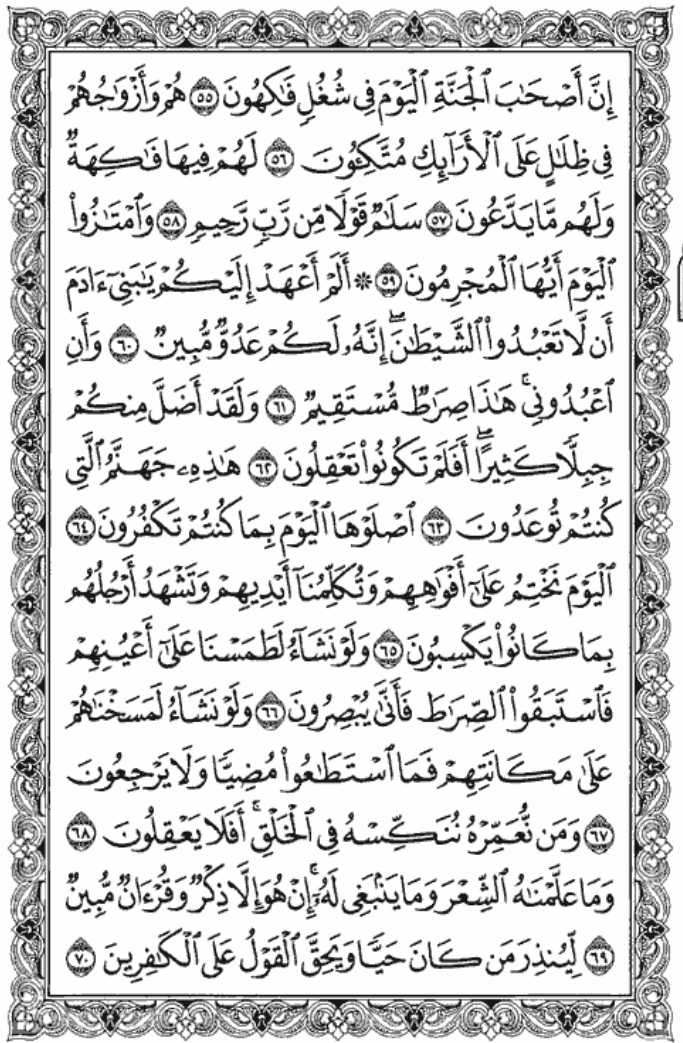 إِنَّ أَصْحَٰبَ ٱلْجَنَّةِ ٱلْيَوْمَ فِى شُغُلٍ فَٰكِهُونَ ٥٥ هُمْ وَأَزْوَٰجُهُمْ
فِى ظِلَٰلٍ عَلَى ٱلْأَرَآئِكِ مُتَّكِـُٔونَ ٥٦ لَهُمْ فِيهَا فَٰكِهَةٌ
وَلَهُم مَّا يَدَّعُونَ ٥٧ سَلَٰمٌ قَوْلًا مِّن رَّبٍّ رَّحِيمٍ ٥٨ وَٱمْتَٰزُوا۟
ٱلْيَوْمَ أَيُّهَا ٱلْمُجْرِمُونَ ٥٩ ۞ أَلَمْ أَعْهَدْ إِلَيْكُمْ يَٰبَنِىٓ ءَادَمَ
أَن لَّا تَعْبُدُوا۟ ٱلشَّيْطَٰنَ ۖ إِنَّهُۥ لَكُمْ عَدُوٌّ مُّبِينٌ ٦٠ وَأَنِ
ٱعْبُدُونِى ۚ هَٰذَا صِرَٰطٌ مُّسْتَقِيمٌ ٦١ وَلَقَدْ أَضَلَّ مِنكُمْ
جِبِلًّا كَثِيرًا ۖ أَفَلَمْ تَكُونُوا۟ تَعْقِلُونَ ٦٢ هَٰذِهِۦ جَهَنَّمُ ٱلَّتِى
كُنتُمْ تُوعَدُونَ ٦٣ ٱصْلَوْهَا ٱلْيَوْمَ بِمَا كُنتُمْ تَكْفُرُونَ ٦٤
ٱلْيَوْمَ نَخْتِمُ عَلَىٰٓ أَفْوَٰهِهِمْ وَتُكَلِّمُنَآ أَيْدِيهِمْ وَتَشْهَدُ أَرْجُلُهُم
بِمَا كَانُوا۟ يَكْسِبُونَ ٦٥ وَلَوْ نَشَآءُ لَطَمَسْنَا عَلَىٰٓ أَعْيُنِهِمْ
فَٱسْتَبَقُوا۟ ٱلصِّرَٰطَ فَأَنَّىٰ يُبْصِرُونَ ٦٦ وَلَوْ نَشَآءُ لَمَسَخْنَٰهُمْ
عَلَىٰ مَكَانَتِهِمْ فَمَا ٱسْتَطَٰعُوا۟ مُضِيًّا وَلَا يَرْجِعُونَ
٦٧ وَمَن نُّعَمِّرْهُ نُنَكِّسْهُ فِى ٱلْخَلْقِ ۖ أَفَلَا يَعْقِلُونَ ٦٨
وَمَا عَلَّمْنَٰهُ ٱلشِّعْرَ وَمَا يَنۢبَغِى لَهُۥٓ ۚ إِنْ هُوَ إِلَّا ذِكْرٌ وَقُرْءَانٌ مُّبِينٌ
٦٩ لِّيُنذِرَ مَن كَانَ حَيًّا وَيَحِقَّ ٱلْقَوْلُ عَلَى ٱلْكَٰفِرِينَ ٧٠